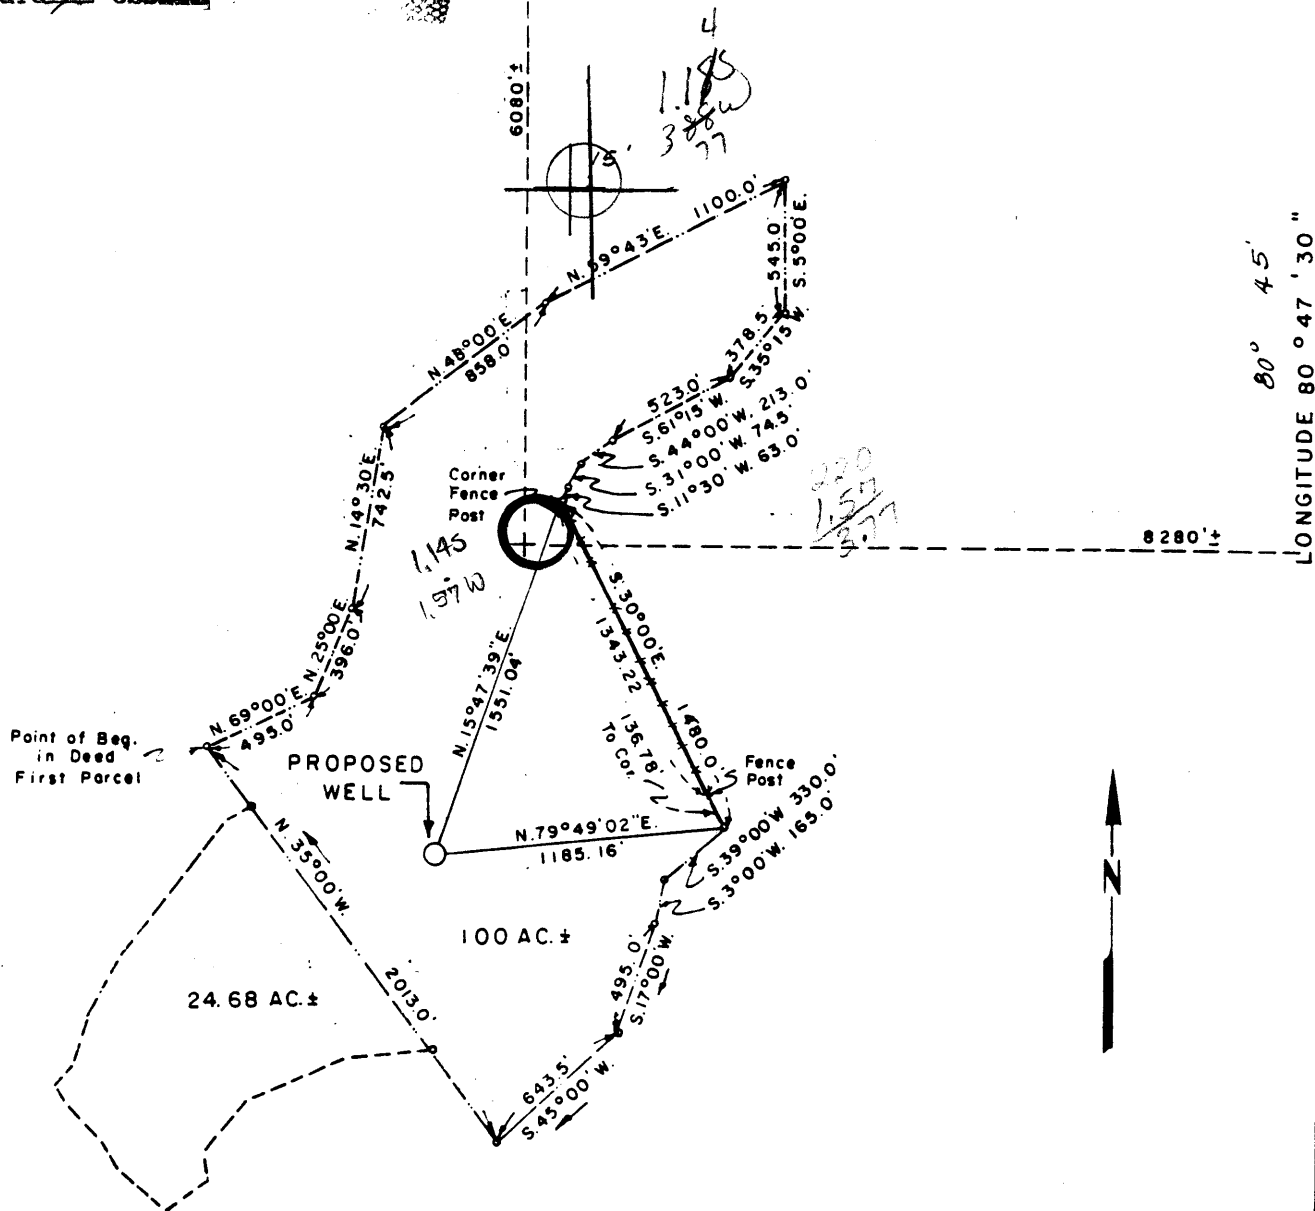 6080'±
4
1.185
77
15'
N. 59°43'E. 1100.0'
545.0'
S. 5°00'E.
LONGITUDE 80°47'30"
80° 45'
N. 48°00'E.
858.0'
378.5'
S. 35°15'W.
523.0'
S. 61°15' W.
S. 44°00'W. 213.0'
S. 31°00' W. 74.5'
S. 11°30' W. 63.0'
N. 14°30'E.
742.5'
Corner
Fence
Post
1.57
3.77
8280'±
1.145
1.57 W
N. 25°00'E.
396.0'
S. 30°00'E.
1343.22
1480.0'
N. 15°47'39"E.
1551.04'
N. 69°00'E.
495.0'
Point of Beg.
in Deed
First Parcel
136.78'
To Cor.
Fence
Post
PROPOSED
WELL
N. 79°49'02"E.
1185.16'
S. 39°00'W 330.0'
S. 3°00'W. 165.0'
N
N. 35°00'W.
2013.0'
100 AC.±
495.0'
S. 17°00'W.
24.68 AC.±
643.5'
S. 45°00' W.